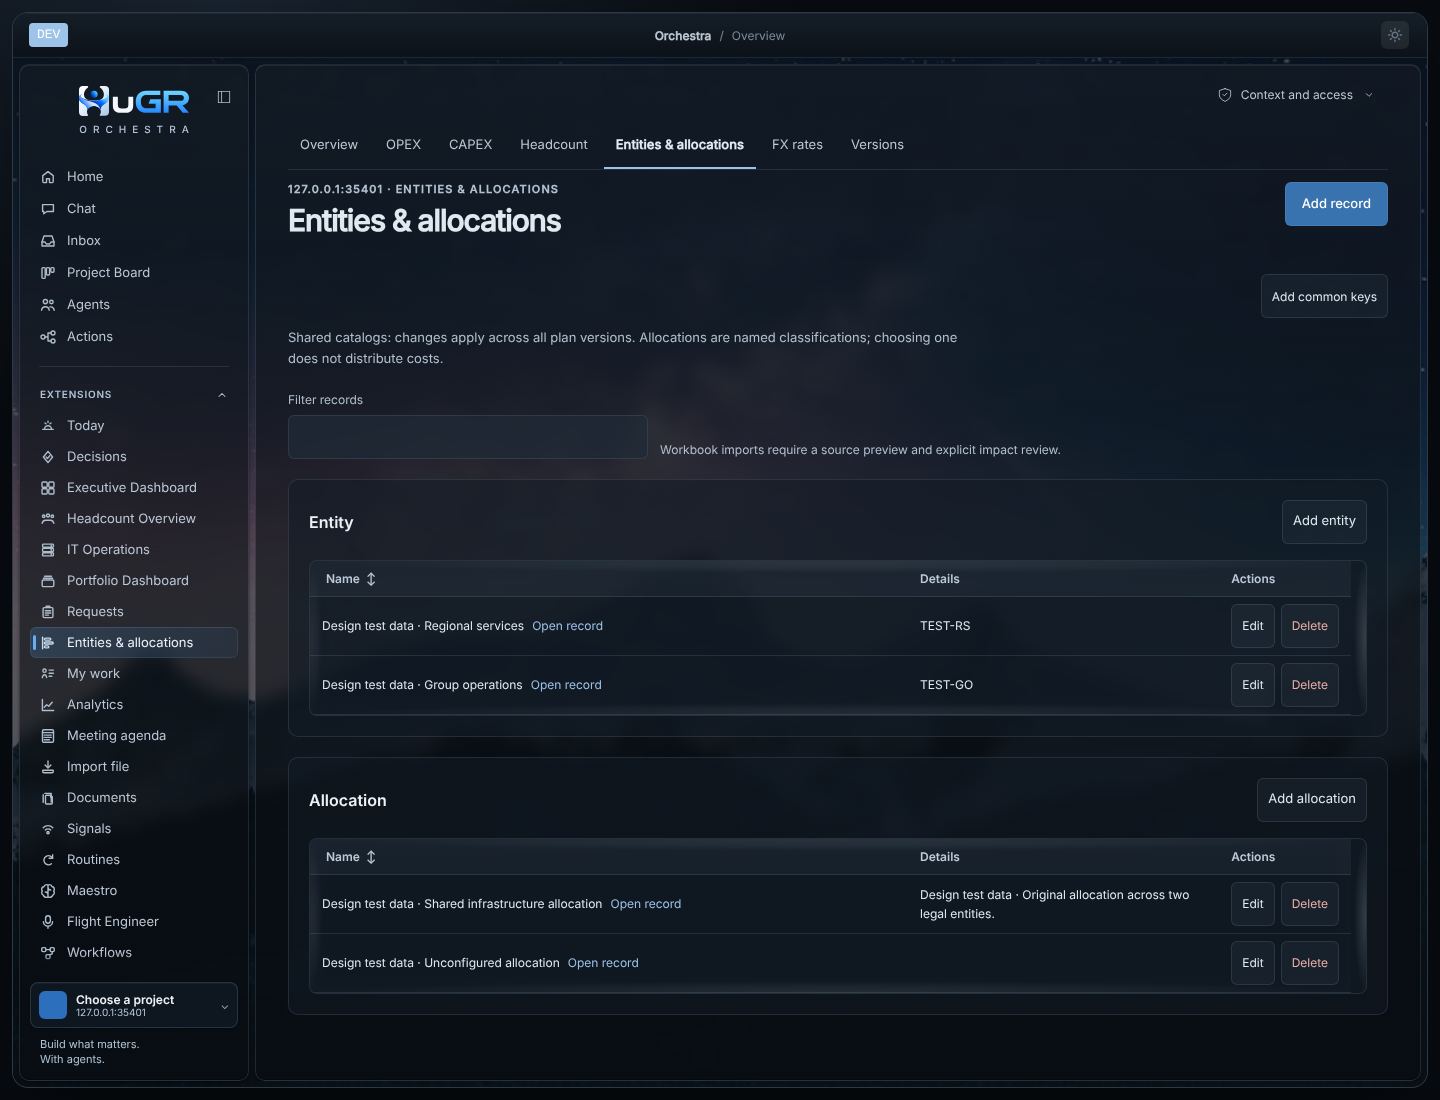 DEV
Orchestra / Overview
HuGR
ORCHESTRA
Home
Chat
Inbox
Project Board
Agents
Actions
EXTENSIONS
Today
Decisions
Executive Dashboard
Headcount Overview
IT Operations
Portfolio Dashboard
Requests
Entities & allocations
My work
Analytics
Meeting agenda
Import file
Documents
Signals
Routines
Maestro
Flight Engineer
Workflows
Choose a project
127.0.0.1:35401
Build what matters.
With agents.
Context and access
Overview OPEX CAPEX Headcount Entities & allocations FX rates Versions
127.0.0.1:35401 · ENTITIES & ALLOCATIONS
Entities & allocations
Add record
Add common keys
Shared catalogs: changes apply across all plan versions. Allocations are named classifications; choosing one
does not distribute costs.
Filter records
Workbook imports require a source preview and explicit impact review.
Entity
Add entity
Name Details Actions
Design test data · Regional services Open record TEST-RS Edit Delete
Design test data · Group operations Open record TEST-GO Edit Delete
Allocation
Add allocation
Name Details Actions
Design test data · Shared infrastructure allocation Open record Design test data · Original allocation across two
legal entities. Edit Delete
Design test data · Unconfigured allocation Open record Edit Delete